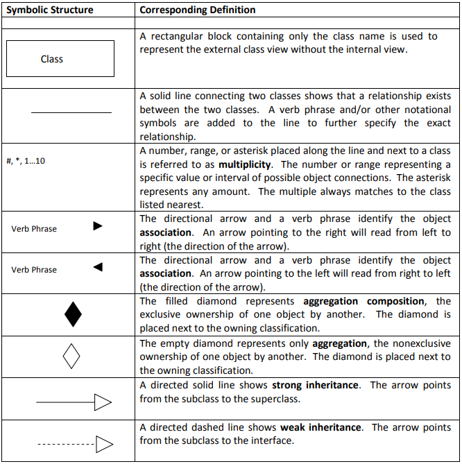 Symbolic Structure
Corresponding Definition
Class
A rectangular block containing only the class name is used to
represent the external class view without the internal view.
A solid line connecting two classes shows that a relationship exists
between the two classes. A verb phrase and/or other notational
symbols are added to the line to further specify the exact
relationship.
#, *, 1...10
A number, range, or asterisk placed along the line and next to a class
is referred to as multiplicity. The number or range representing a
specific value or interval of possible object connections. The asterisk
represents any amount. The multiple always matches to the class
listed nearest.
Verb Phrase
The directional arrow and a verb phrase identify the object
association. An arrow pointing to the right will read from left to
right (the direction of the arrow).
Verb Phrase
The directional arrow and a verb phrase identify the object
association. An arrow pointing to the left will read from right to left
(the direction of the arrow).
The filled diamond represents aggregation composition, the
exclusive ownership of one object by another. The diamond is
placed next to the owning classification.
The empty diamond represents only aggregation, the nonexclusive
ownership of one object by another. The diamond is placed next to
the owning classification.
A directed solid line shows strong inheritance. The arrow points
from the subclass to the superclass.
A directed dashed line shows weak inheritance. The arrow points
from the subclass to the interface.